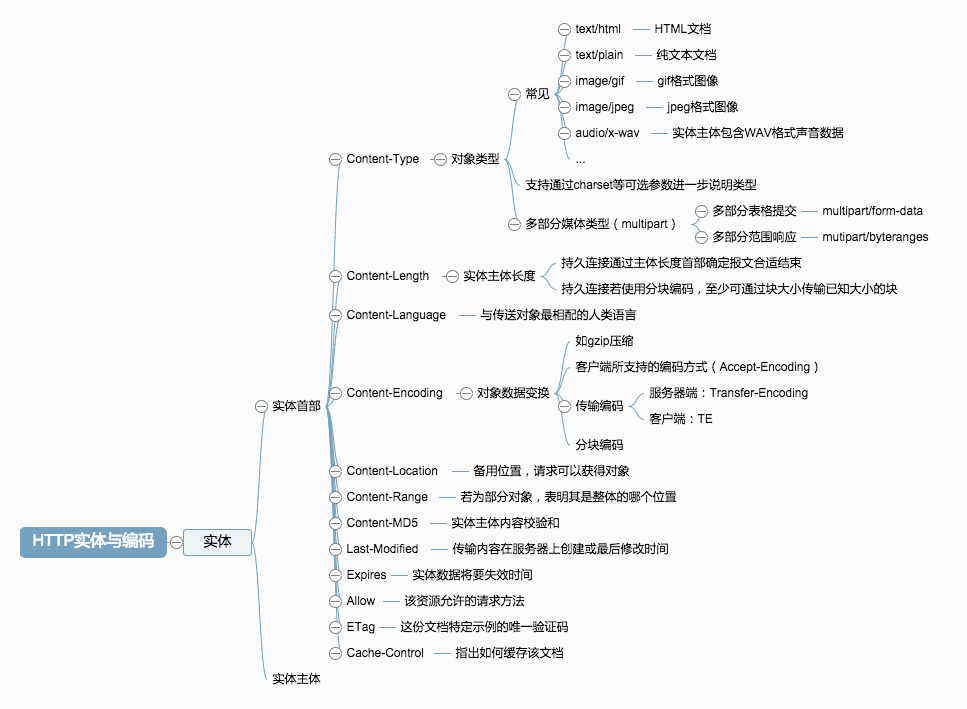 text/html HTML文档
text/plain 纯文本文档
image/gif gif格式图像
常见
image/jpeg jpeg格式图像
audio/x-wav 实体主体包含WAV格式声音数据
...
Content-Type 对象类型
支持通过charset等可选参数进一步说明类型
多部分表格提交 multipart/form-data
多部分媒体类型（multipart）
多部分范围响应 mutipart/byteranges
持久连接通过主体长度首部确定报文合适结束
Content-Length 实体主体长度
持久连接若使用分块编码，至少可通过块大小传输已知大小的块
Content-Language 与传送对象最相配的人类语言
如gzip压缩
客户端所支持的编码方式（Accept-Encoding）
Content-Encoding 对象数据变换
服务器端：Transfer-Encoding
传输编码
客户端：TE
分块编码
实体首部
Content-Location 备用位置，请求可以获得对象
Content-Range 若为部分对象，表明其是整体的哪个位置
Content-MD5 实体主体内容校验和
HTTP实体与编码 实体
Last-Modified 传输内容在服务器上创建或最后修改时间
Expires 实体数据将要失效时间
Allow 该资源允许的请求方法
ETag 这份文档特定示例的唯一验证码
Cache-Control 指出如何缓存该文档
实体主体